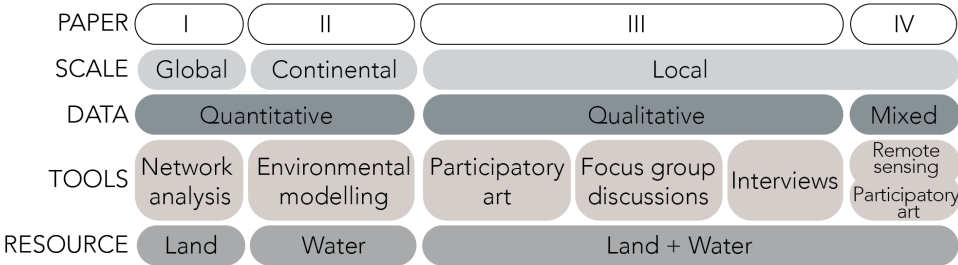 PAPER I II III IV
SCALE Global Continental Local
DATA Quantitative Qualitative Mixed
TOOLS Network analysis Environmental modelling Participatory art Focus group discussions Interviews Remote sensing Participatory art
RESOURCE Land Water Land + Water